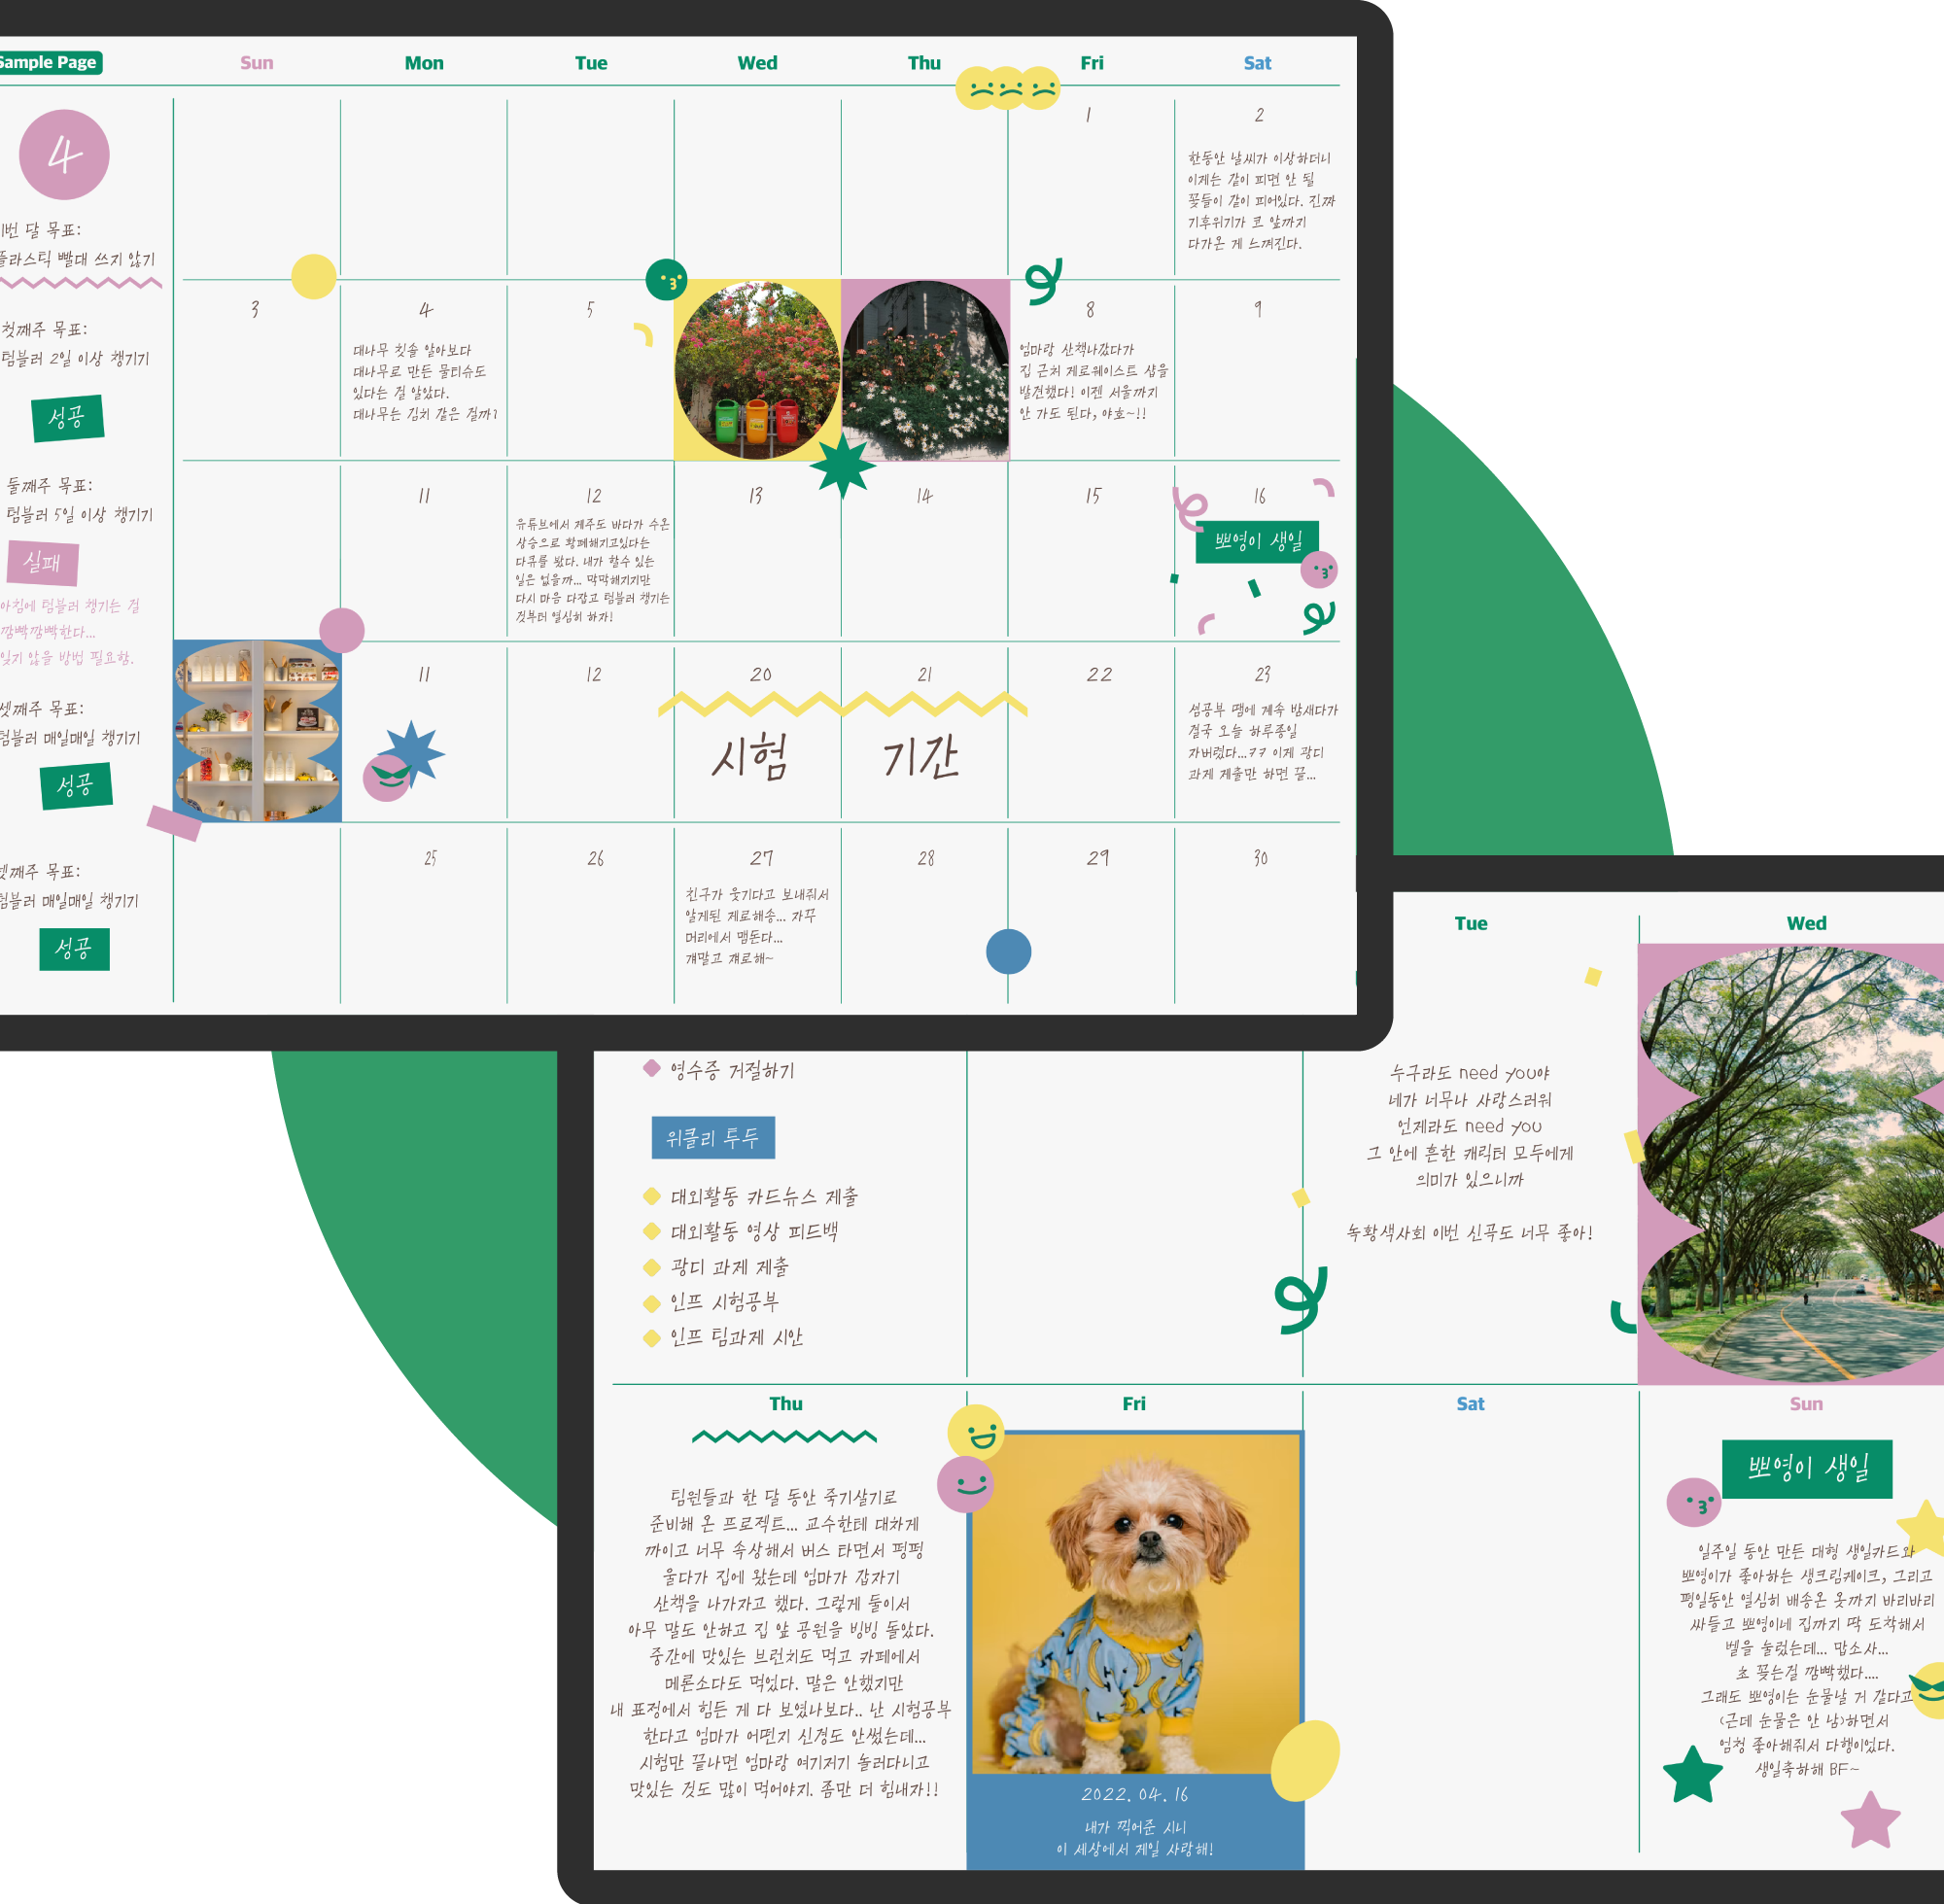 Sample Page
Sun
Mon
Tue
Wed
Thu
Fri
Sat
4
이번 달 목표:
플라스틱 빨대 쓰지 않기
첫째주 목표:
텀블러 2일 이상 챙기기
성공
둘째주 목표:
텀블러 5일 이상 챙기기
실패
아침에 텀블러 챙기는 걸
깜빡깜빡한다...
잊지 않을 방법 필요함.
셋째주 목표:
텀블러 매일매일 챙기기
성공
넷째주 목표:
텀블러 매일매일 챙기기
성공
1
2
한동안 날씨가 이상하더니
이제는 같이 피면 안 될
꽃들이 같이 피어있다. 진짜
기후위기가 코 앞까지
다가온 게 느껴진다.
3
4
대나무 칫솔 알아보다
대나무로 만든 물티슈도
있다는 걸 알았다.
대나무는 김치 같은 걸까?
5
8
엄마랑 산책나갔다가
집 근처 제로웨이스트 샵을
발견했다! 이젠 서울까지
안 가도 된다, 야호~!!
9
11
12
유튜브에서 제주도 바다가 수온
상승으로 황폐해지고있다는
다큐를 봤다. 내가 할수 있는
일은 없을까... 막막해지지만
다시 마음 다잡고 텀블러 챙기는
것부터 열심히 하자!
13
14
15
16
뽀영이 생일
11
12
20
21
시험 기간
22
23
셤공부 땜에 계속 밤새다가
결국 오늘 하루종일
자버렸다...ㅋㅋ 이제 광디
과제 제출만 하면 끝...
25
26
27
친구가 웃기다고 보내줘서
알게된 제로해송... 자꾸
머리에서 맴돈다...
걔말고 쟤로해~
28
29
30
영수증 거절하기
위클리 투두
대외활동 카드뉴스 제출
대외활동 영상 피드백
광디 과제 제출
인프 시험공부
인프 팀과제 시안
Tue
누구라도 need you야
네가 너무나 사랑스러워
언제라도 need you
그 안에 흔한 캐릭터 모두에게
의미가 있으니까
녹황색사회 이번 신곡도 너무 좋아!
Wed
Thu
팀원들과 한 달 동안 죽기살기로
준비해 온 프로젝트... 교수한테 대차게
까이고 너무 속상해서 버스 타면서 펑펑
울다가 집에 왔는데 엄마가 갑자기
산책을 나가자고 했다. 그렇게 둘이서
아무 말도 안하고 집 앞 공원을 빙빙 돌았다.
중간에 맛있는 브런치도 먹고 카페에서
메론소다도 먹었다. 말은 안했지만
내 표정에서 힘든 게 다 보였나보다.. 난 시험공부
한다고 엄마가 어떤지 신경도 안썼는데...
시험만 끝나면 엄마랑 여기저기 놀러다니고
맛있는 것도 많이 먹어야지. 좀만 더 힘내자!!
Fri
2022. 04. 16
내가 찍어준 시니
이 세상에서 제일 사랑해!
Sat
Sun
뽀영이 생일
일주일 동안 만든 대형 생일카드와
뽀영이가 좋아하는 생크림케이크, 그리고
평일동안 열심히 배송온 옷까지 바리바리
싸들고 뽀영이네 집까지 딱 도착해서
벨을 눌렀는데... 맙소사...
초 꽂는걸 깜빡했다....
그래도 뽀영이는 눈물날 거 같다고
(근데 눈물은 안 남)하면서
엄청 좋아해줘서 다행이었다.
생일축하해 BF~